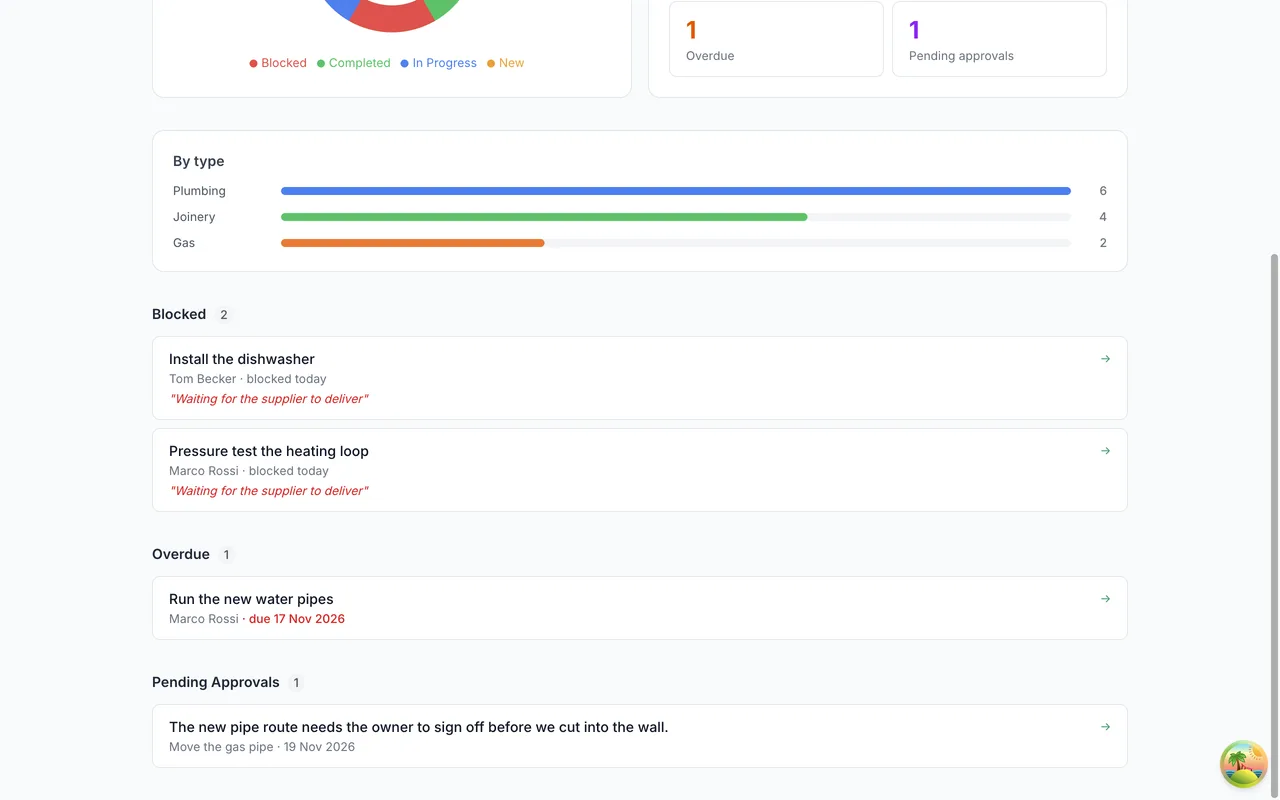 Blocked Completed In Progress New
1
Overdue
1
Pending approvals
By type
Plumbing 6
Joinery 4
Gas 2
Blocked 2
Install the dishwasher →
Tom Becker · blocked today
"Waiting for the supplier to deliver"
Pressure test the heating loop →
Marco Rossi · blocked today
"Waiting for the supplier to deliver"
Overdue 1
Run the new water pipes →
Marco Rossi · due 17 Nov 2026
Pending Approvals 1
The new pipe route needs the owner to sign off before we cut into the wall. →
Move the gas pipe · 19 Nov 2026